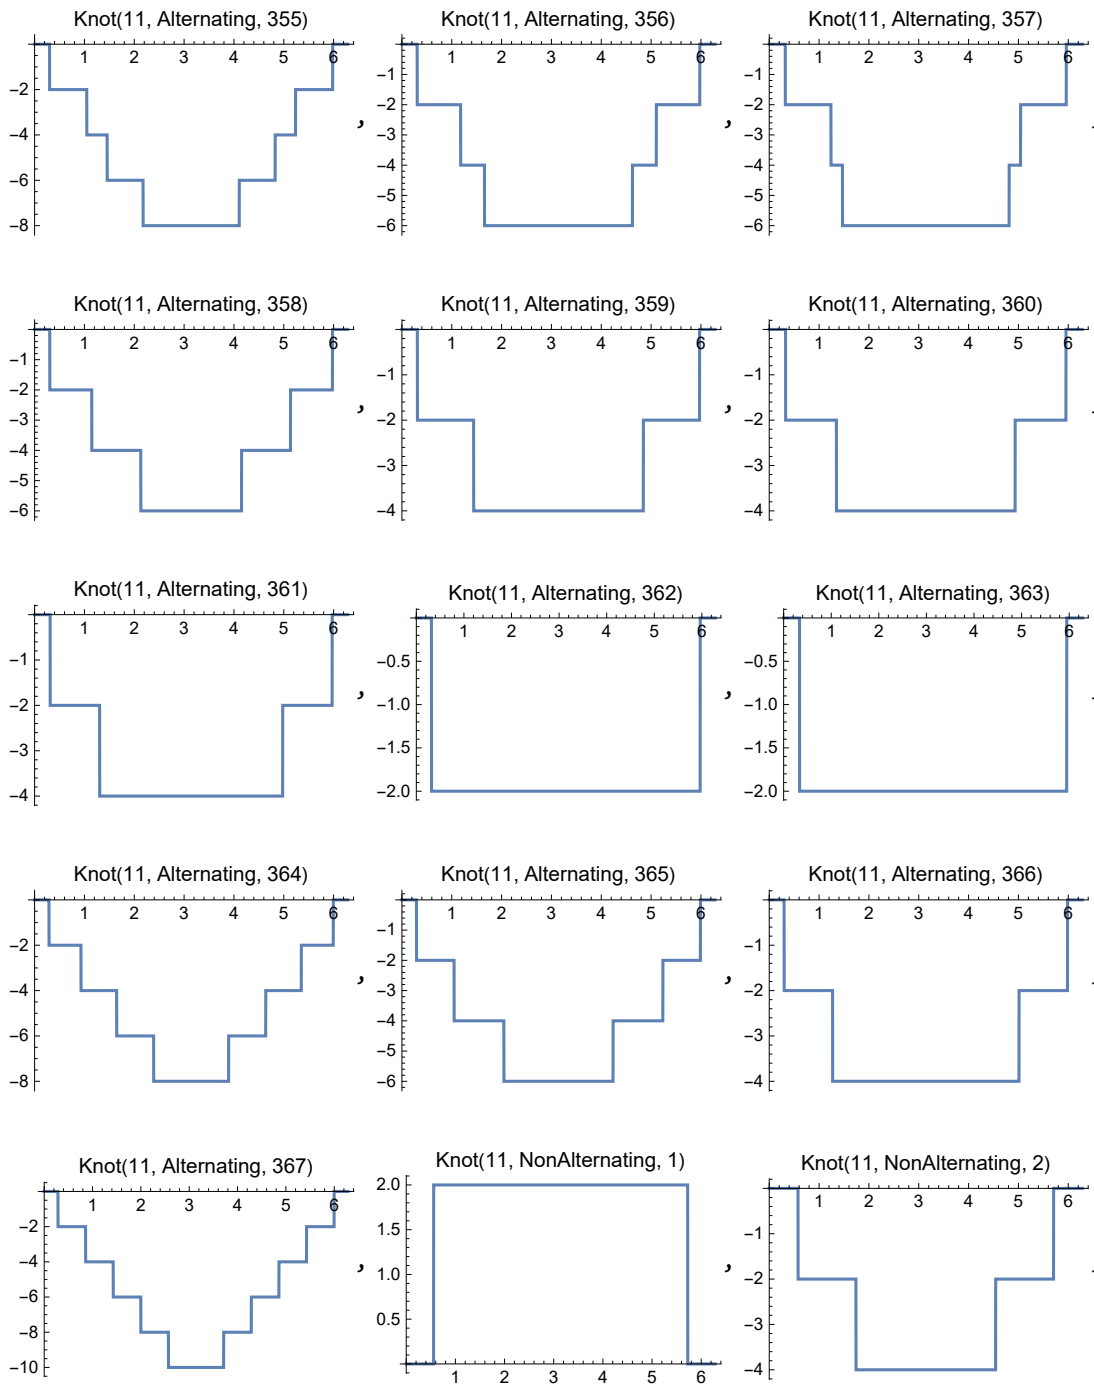 Knot(11, Alternating, 355)
1 2 3 4 5 6
−2
−4
−6
−8
,
Knot(11, Alternating, 356)
1 2 3 4 5 6
−1
−2
−3
−4
−5
−6
,
Knot(11, Alternating, 357)
1 2 3 4 5 6
−1
−2
−3
−4
−5
−6
Knot(11, Alternating, 358)
1 2 3 4 5 6
−1
−2
−3
−4
−5
−6
,
Knot(11, Alternating, 359)
1 2 3 4 5 6
−1
−2
−3
−4
,
Knot(11, Alternating, 360)
1 2 3 4 5 6
−1
−2
−3
−4
Knot(11, Alternating, 361)
1 2 3 4 5 6
−1
−2
−3
−4
,
Knot(11, Alternating, 362)
1 2 3 4 5 6
−0.5
−1.0
−1.5
−2.0
,
Knot(11, Alternating, 363)
1 2 3 4 5 6
−0.5
−1.0
−1.5
−2.0
Knot(11, Alternating, 364)
1 2 3 4 5 6
−2
−4
−6
−8
,
Knot(11, Alternating, 365)
1 2 3 4 5 6
−1
−2
−3
−4
−5
−6
,
Knot(11, Alternating, 366)
1 2 3 4 5 6
−1
−2
−3
−4
Knot(11, Alternating, 367)
1 2 3 4 5 6
−2
−4
−6
−8
−10
,
Knot(11, NonAlternating, 1)
2.0
1.5
1.0
0.5
1 2 3 4 5 6
,
Knot(11, NonAlternating, 2)
1 2 3 4 5 6
−1
−2
−3
−4